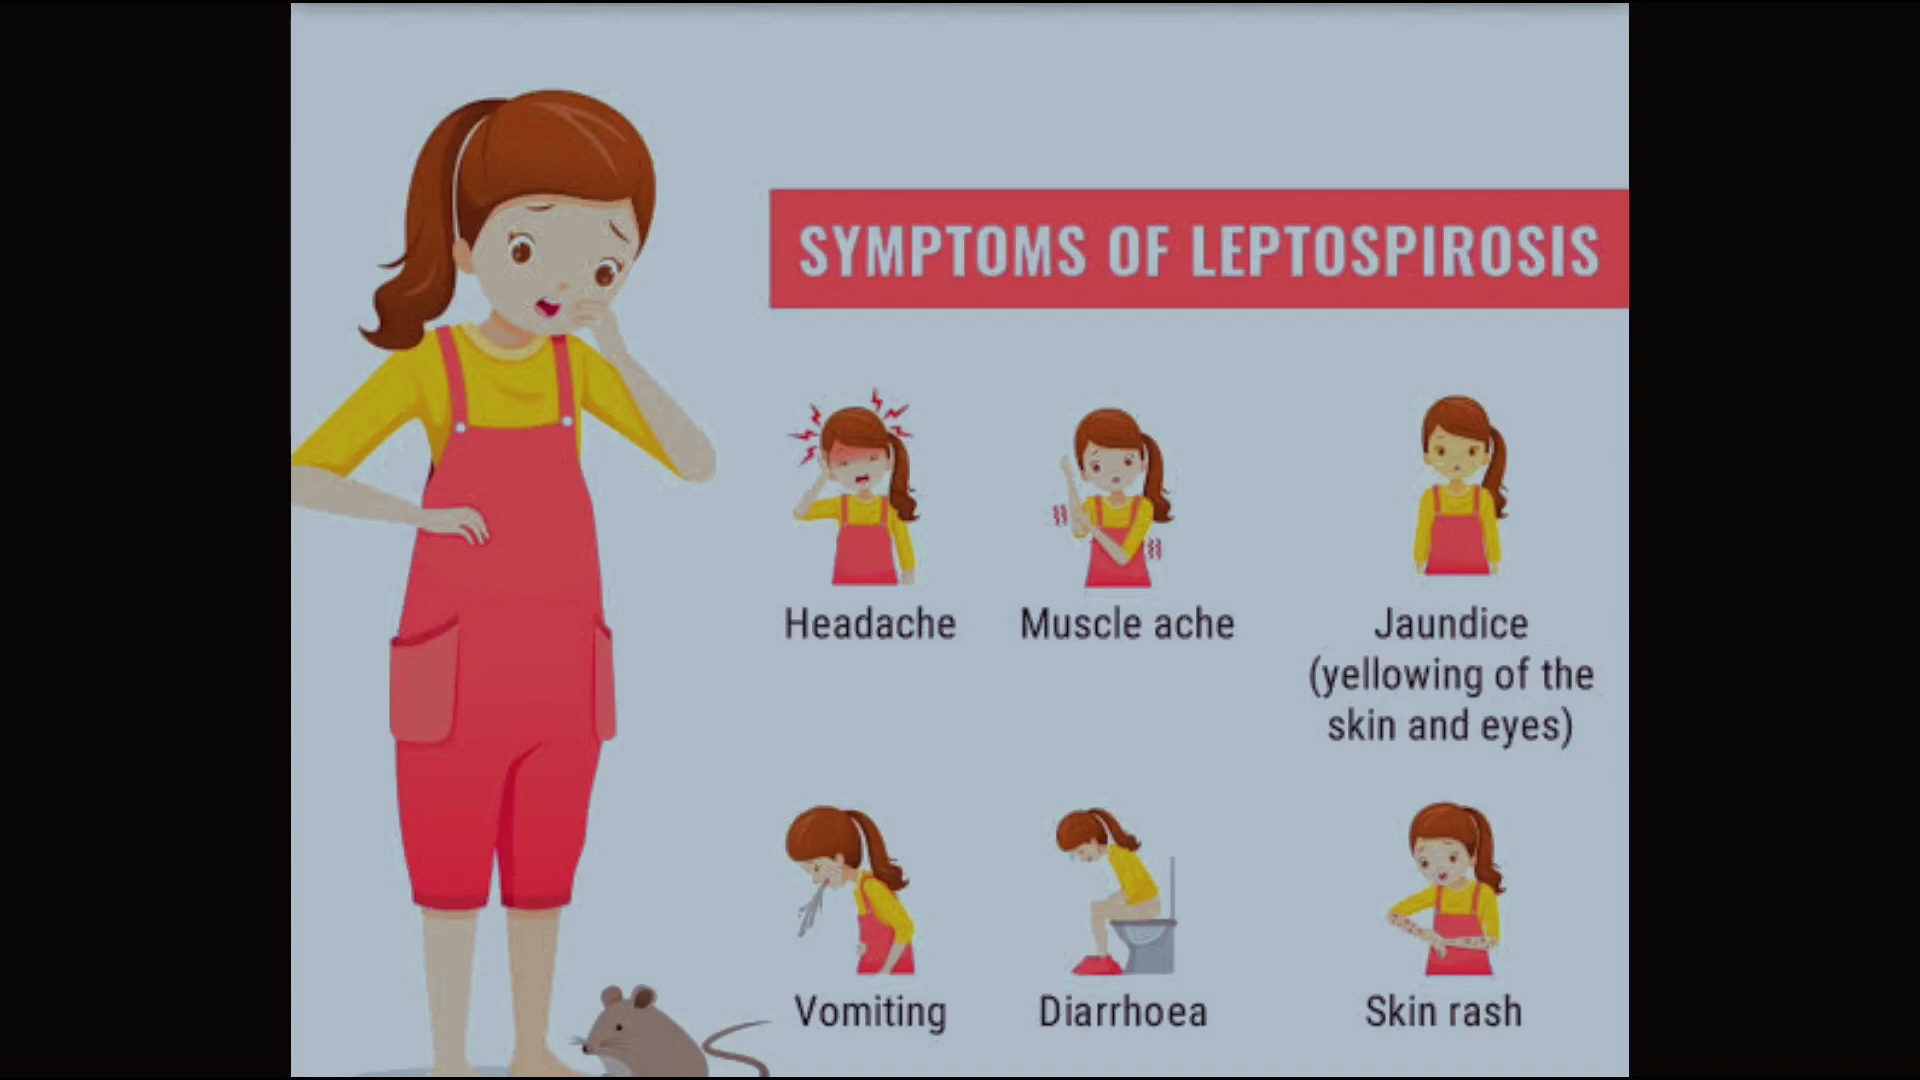 SYMPTOMS OF LEPTOSPIROSIS
Headache
Muscle ache
Jaundice
(yellowing of the
skin and eyes)
Vomiting
Diarrhoea
Skin rash